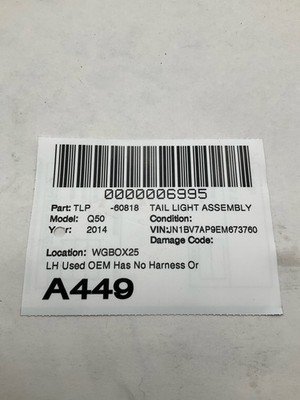 0000006995
Part: TLP -60818 TAIL LIGHT ASSEMBLY
Model: Q50 Condition:
Year: 2014 VIN:JN1BV7AP9EM673760
Damage Code:
Location: WGBOX25
LH Used OEM Has No Harness Or
A449